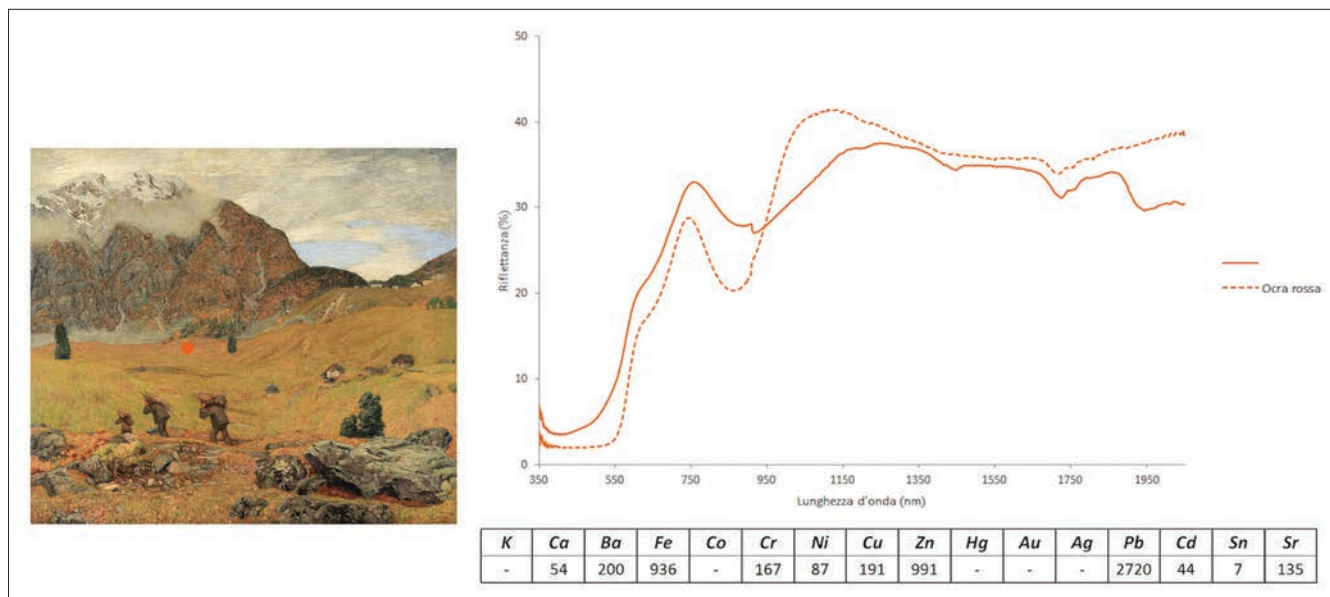 50
40
30
20
10
0
Riflettanza (%)
350 550 750 950 1150 1350 1550 1750 1950
Lunghezza d'onda (nm)
Ocra rossa
K Ca Ba Fe Co Cr Ni Cu Zn Hg Au Ag Pb Cd Sn Sr
- 54 200 936 - 167 87 191 991 - - - 2720 44 7 135